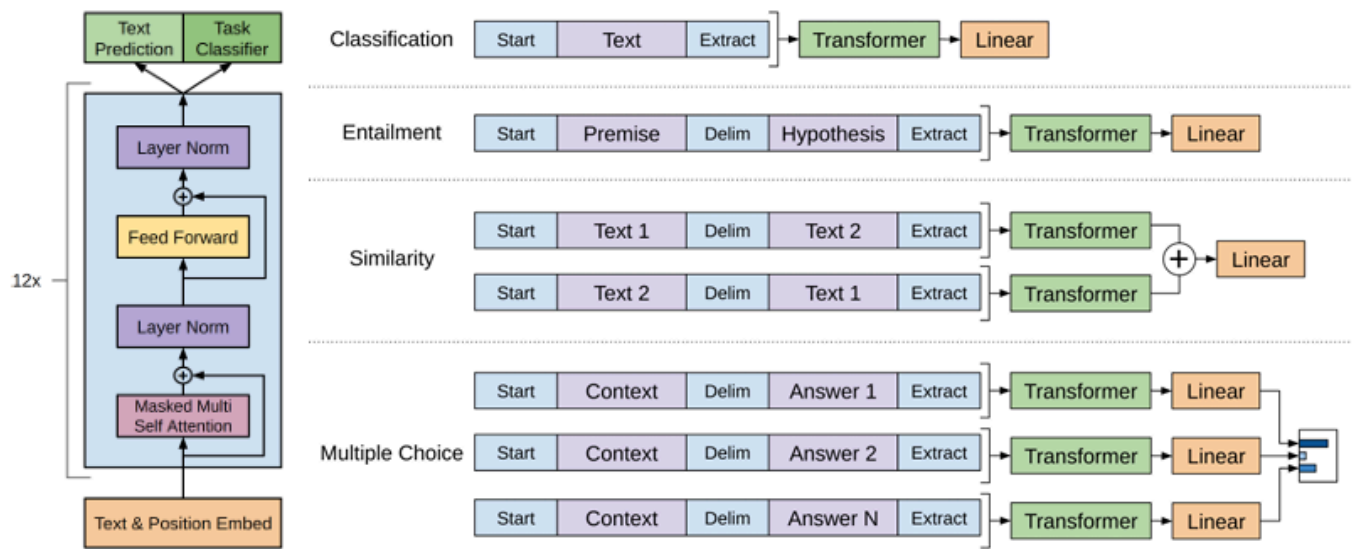 Text
Prediction
Task
Classifier
12x
Layer Norm
Feed Forward
Layer Norm
Masked Multi
Self Attention
Text & Position Embed
Classification
Start Text Extract Transformer Linear
Entailment
Start Premise Delim Hypothesis Extract Transformer Linear
Similarity
Start Text 1 Delim Text 2 Extract Transformer
Start Text 2 Delim Text 1 Extract Transformer
Linear
Multiple Choice
Start Context Delim Answer 1 Extract Transformer Linear
Start Context Delim Answer 2 Extract Transformer Linear
Start Context Delim Answer N Extract Transformer Linear